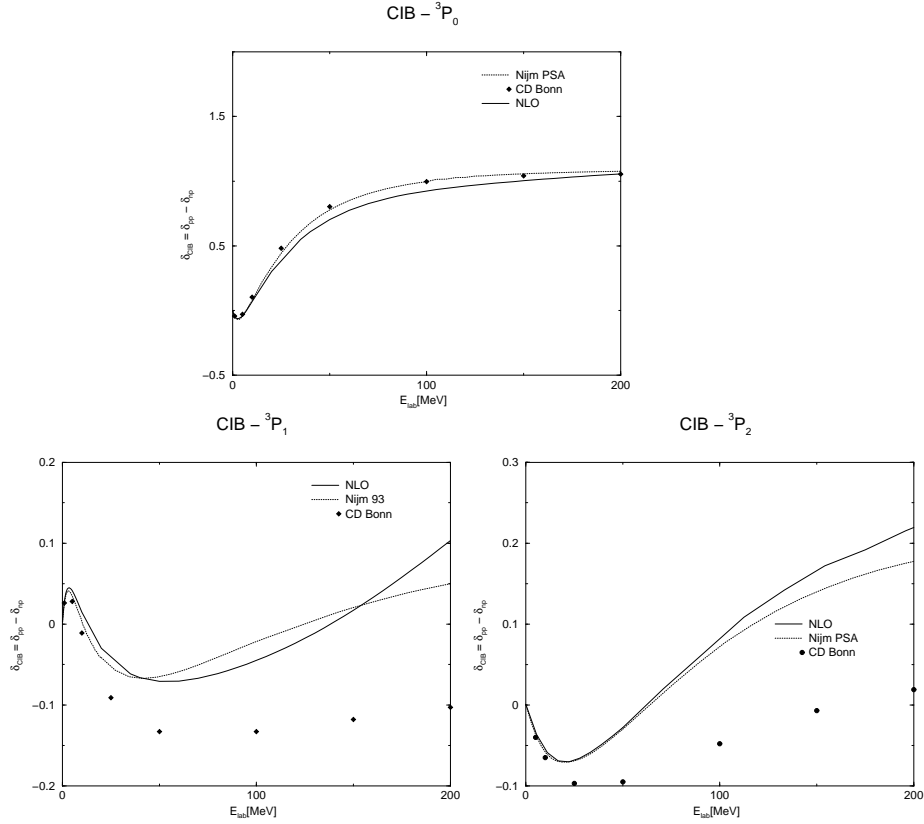 CIB – ³P₀
Nijm PSA
CD Bonn
NLO
1.5
0.5
–0.5
δ_CIB = δ_pp – δ_np
0 100 200
E_lab[MeV]
CIB – ³P₁
0.2
0.1
0
–0.1
–0.2
δ_CIB = δ_pp – δ_np
NLO
Nijm 93
CD Bonn
0 100 200
E_lab[MeV]
CIB – ³P₂
0.3
0.2
0.1
0
–0.1
δ_CIB = δ_pp – δ_np
NLO
Nijm PSA
CD Bonn
0 100 200
E_lab[MeV]